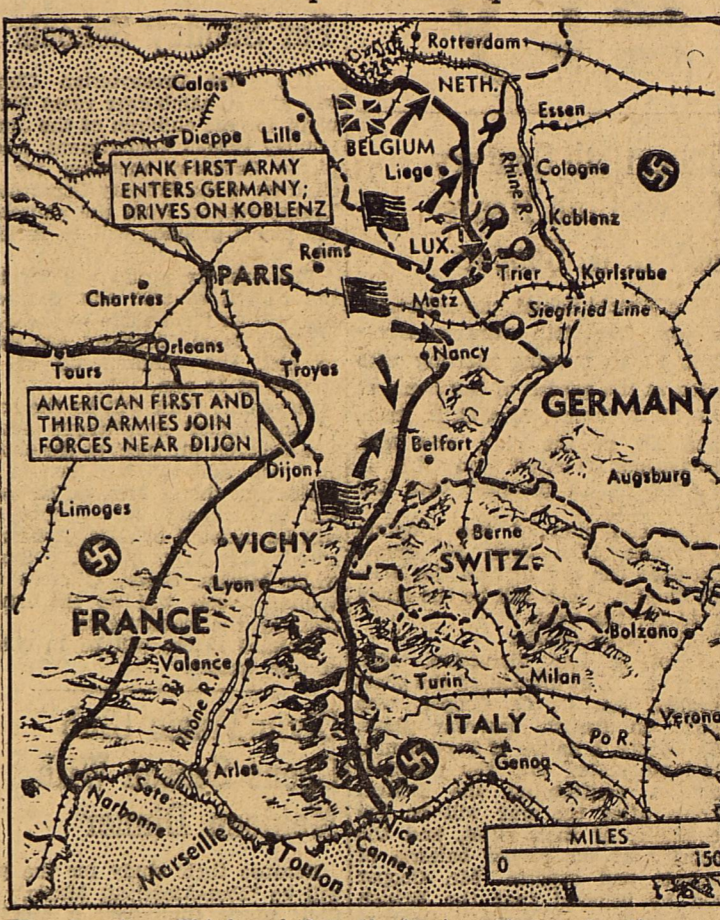 Rotterdam
Calais
NETH.
Essen
Dieppe
Lille
BELGIUM
YANK FIRST ARMY
ENTERS GERMANY;
DRIVES ON KOBLENZ
Liege
Rhine R.
Cologne
Koblenz
LUX.
Reims
PARIS
Trier
Karlsruhe
Chartres
Metz
Siegfried Line
Orleans
Nancy
Tours
Troyes
AMERICAN FIRST AND
THIRD ARMIES JOIN
FORCES NEAR DIJON
GERMANY
Belfort
Dijon
Augsburg
Limoges
VICHY
Berne
SWITZ.
Lyon
FRANCE
Bolzano
Valence
Turin
Milan
Rhone R.
ITALY
Verona
Po R.
Arles
Genoa
Sete
Narbonne
Nice
Cannes
Marseille
Toulon
MILES
0 150